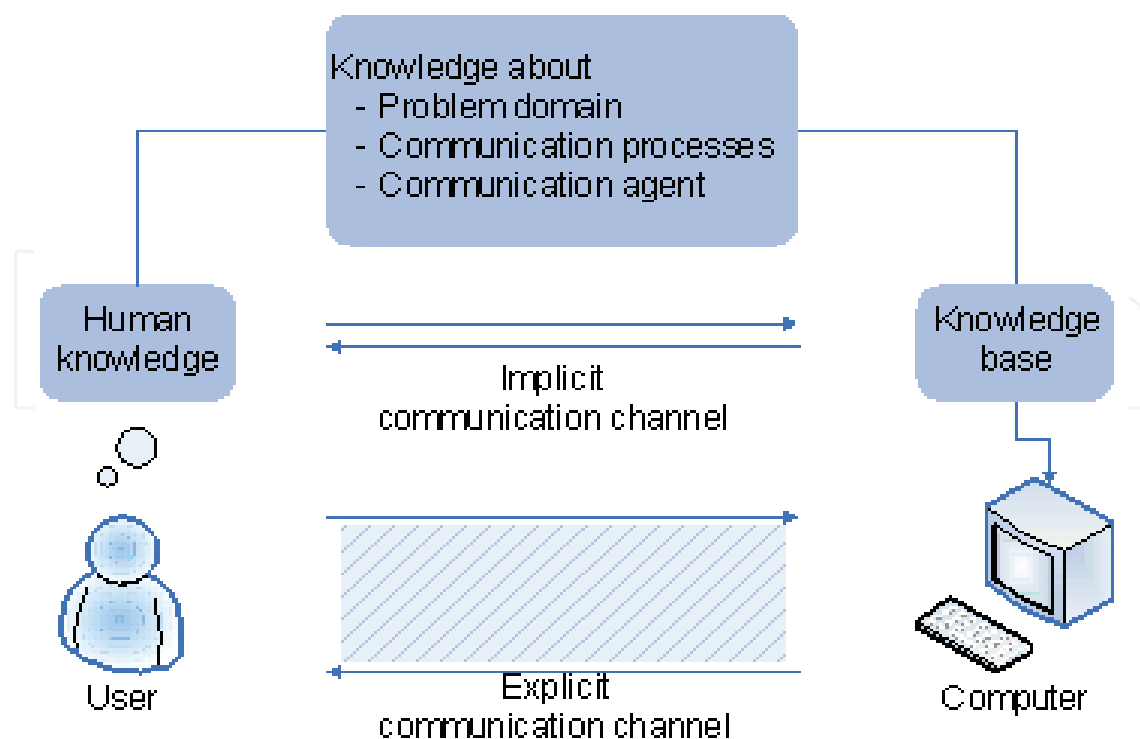 Knowledge about
- Problem domain
- Communication processes
- Communication agent
Human
knowledge
Knowledge
base
Implicit
communication channel
User
Explicit
communication channel
Computer